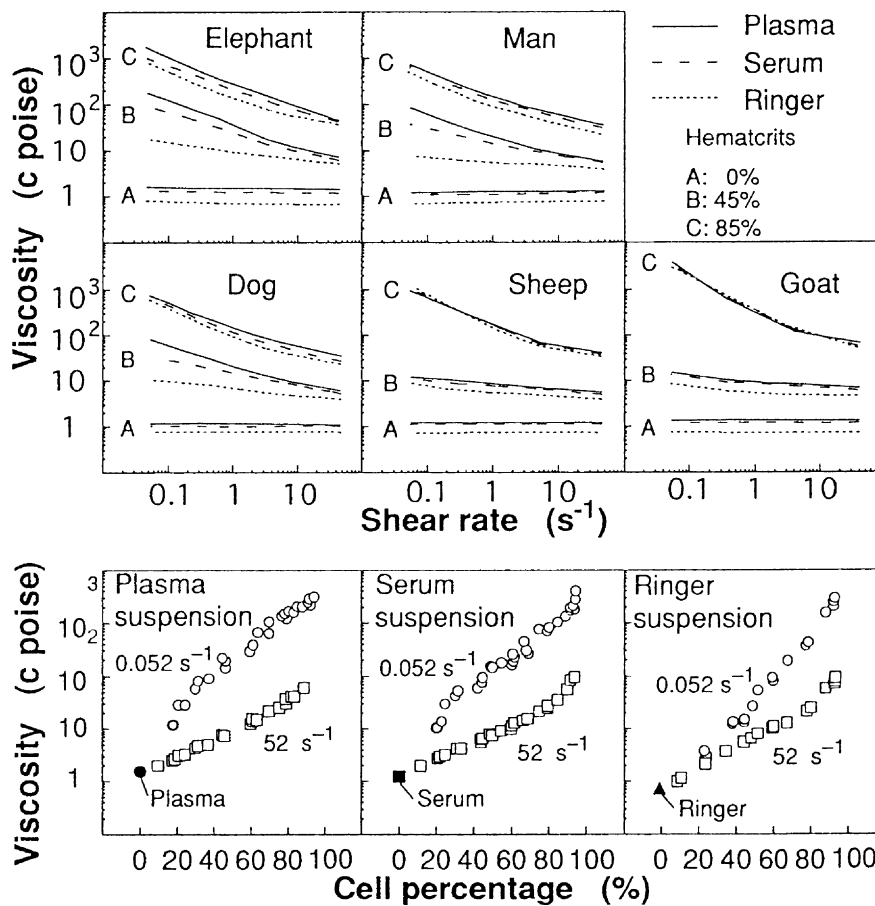 Elephant
Man
Plasma
Serum
Ringer
Hematcrits
A: 0%
B: 45%
C: 85%
Viscosity (c poise)
10³
10²
10
1
C
B
A
C
B
A
Dog
Sheep
Goat
10³
10²
10
1
C
B
A
C
B
A
C
B
A
0.1 1 10
0.1 1 10
0.1 1 10
Shear rate (s⁻¹)
Viscosity (c poise)
3
10²
10
10
1
Plasma suspension
0.052 s⁻¹
52 s⁻¹
Plasma
Serum suspension
0.052 s⁻¹
52 s⁻¹
Serum
Ringer suspension
0.052 s⁻¹
52 s⁻¹
Ringer
0 20 40 60 80 100
0 20 40 60 80 100
0 20 40 60 80 100
Cell percentage (%)